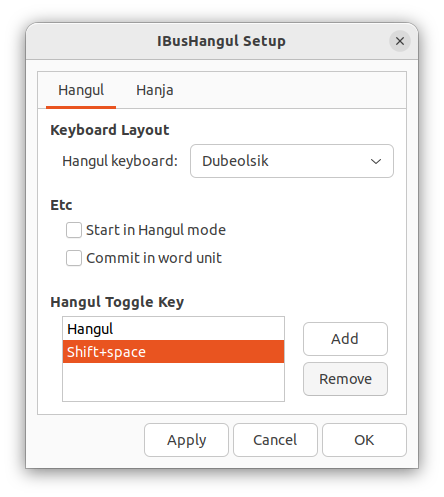 IBusHangul Setup
Hangul Hanja
Keyboard Layout
Hangul keyboard: Dubeolsik
Etc
Start in Hangul mode
Commit in word unit
Hangul Toggle Key
Hangul
Shift+space
Add
Remove
Apply Cancel OK